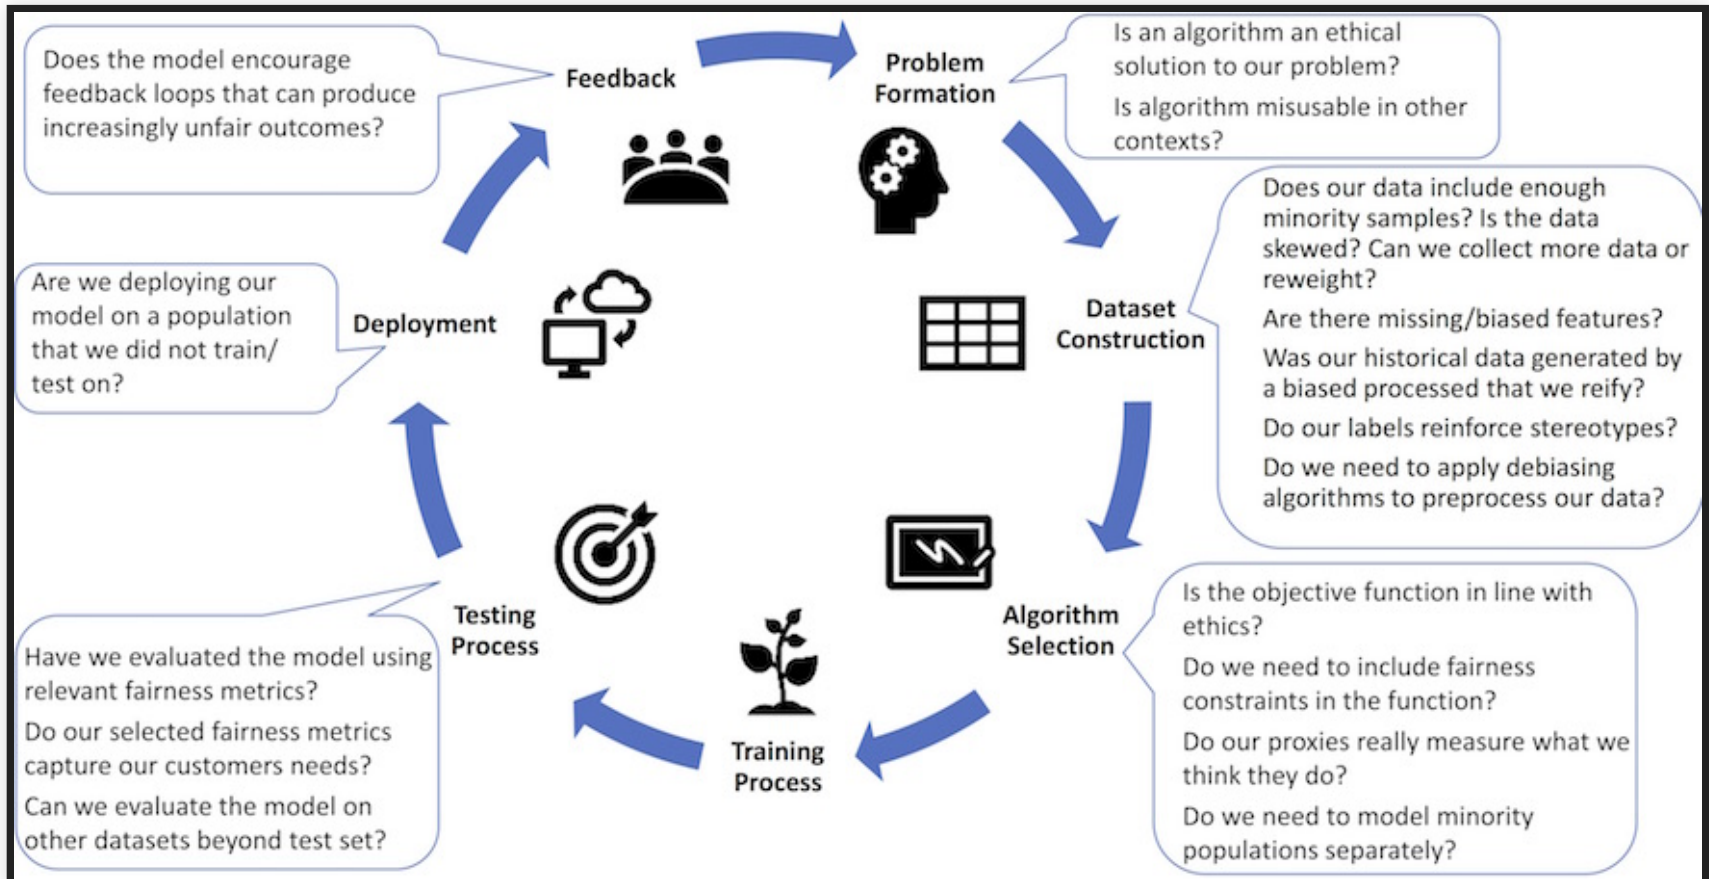 Feedback
Does the model encourage
feedback loops that can produce
increasingly unfair outcomes?
Problem
Formation
Is an algorithm an ethical
solution to our problem?
Is algorithm misusable in other
contexts?
Dataset
Construction
Does our data include enough
minority samples? Is the data
skewed? Can we collect more data or
reweight?
Are there missing/biased features?
Was our historical data generated by
a biased processed that we reify?
Do our labels reinforce stereotypes?
Do we need to apply debiasing
algorithms to preprocess our data?
Algorithm
Selection
Is the objective function in line with
ethics?
Do we need to include fairness
constraints in the function?
Do our proxies really measure what we
think they do?
Do we need to model minority
populations separately?
Training
Process
Testing
Process
Have we evaluated the model using
relevant fairness metrics?
Do our selected fairness metrics
capture our customers needs?
Can we evaluate the model on
other datasets beyond test set?
Deployment
Are we deploying our
model on a population
that we did not train/
test on?